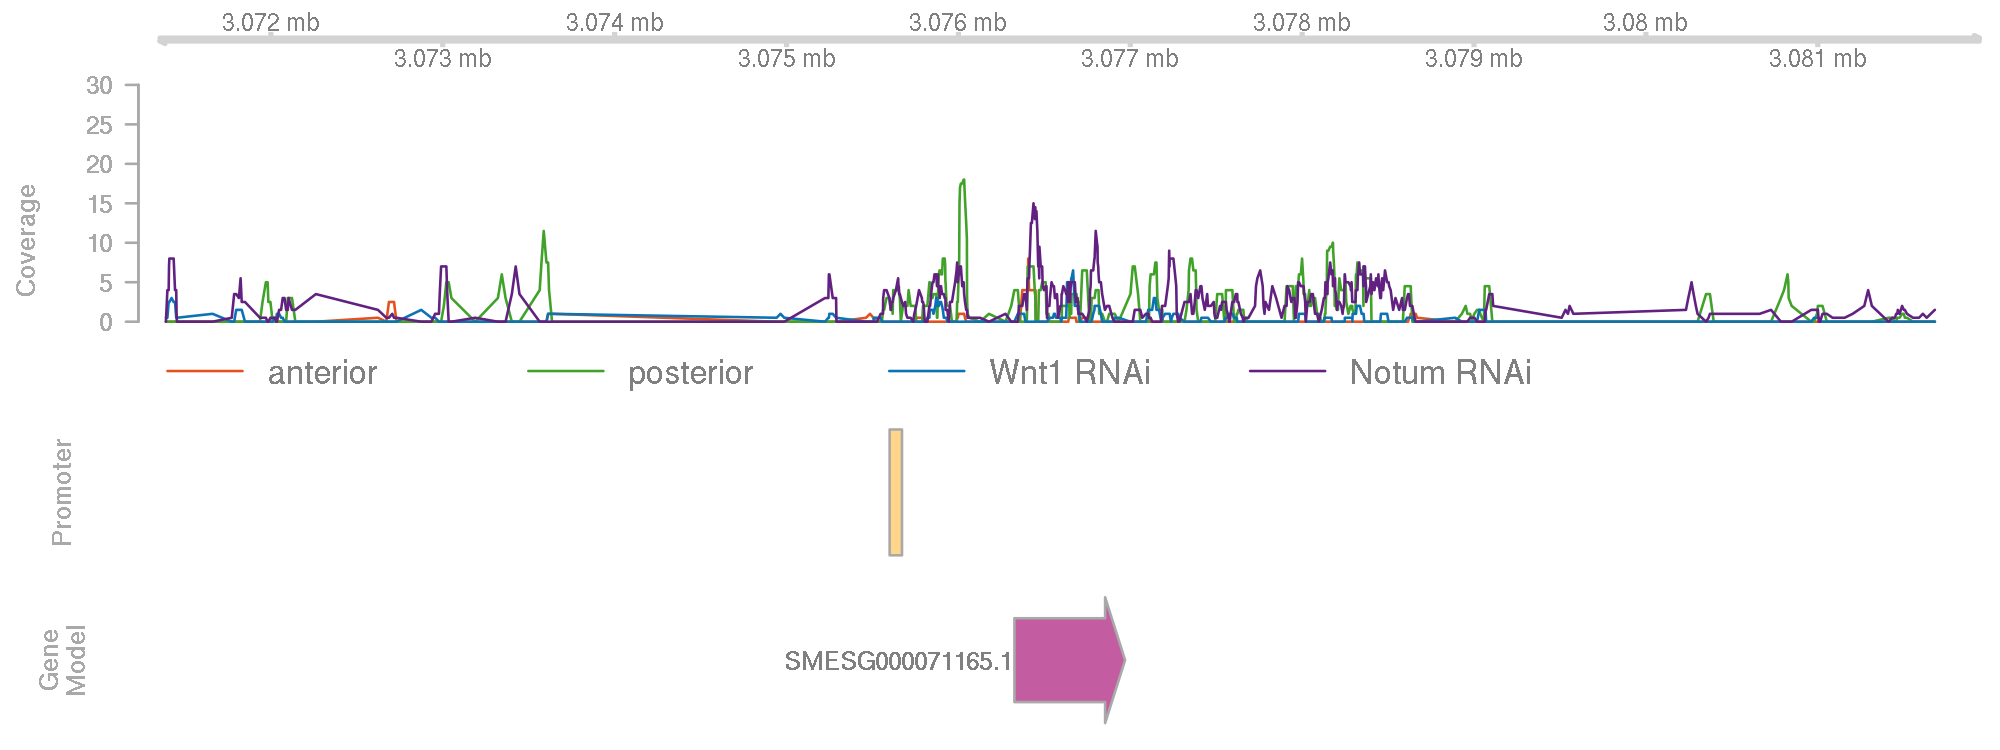 3.072 mb 3.074 mb 3.076 mb 3.078 mb 3.08 mb
3.073 mb 3.075 mb 3.077 mb 3.079 mb 3.081 mb
30
25
20
15
10
5
0
Coverage
anterior posterior Wnt1 RNAi Notum RNAi
Promoter
Gene
Model
SMESG000071165.1